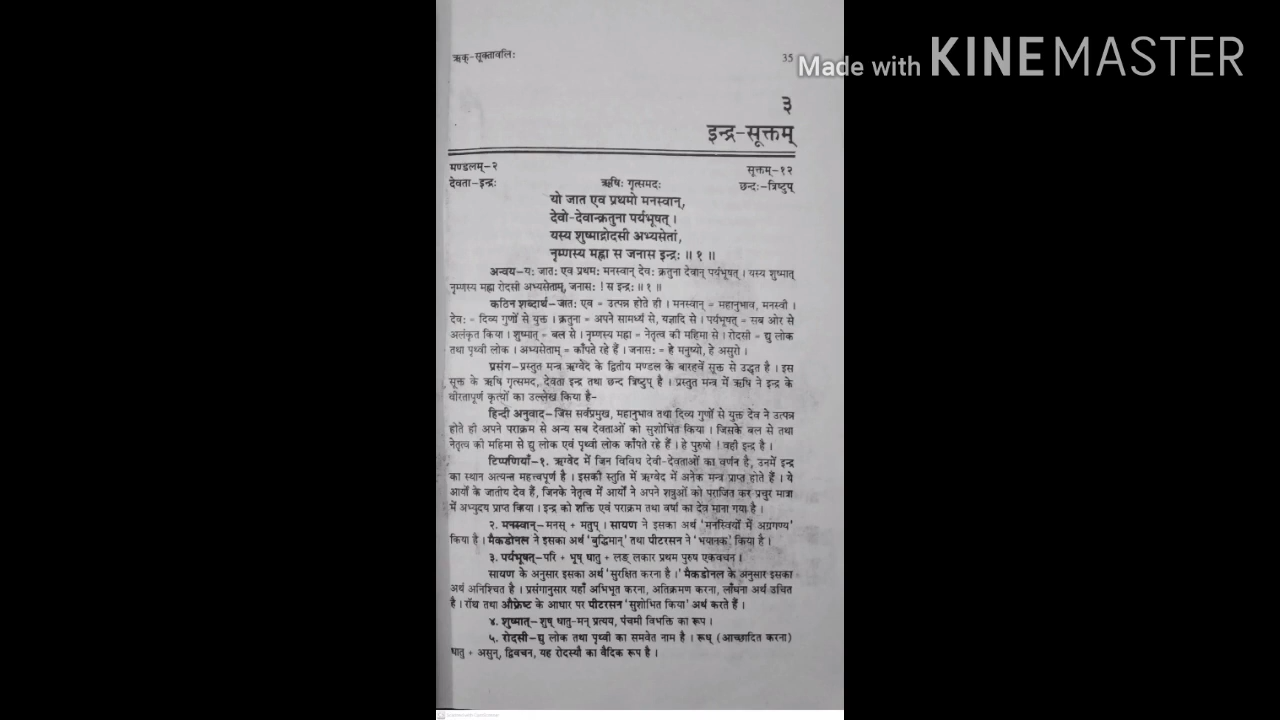 ऋक्-सूक्तावलिः 35
Made with KINEMASTER
३
इन्द्र-सूक्तम्
मण्डलम्-२ सूक्तम्-१२
देवता-इन्द्रः ऋषिः गृत्समदः छन्दः-त्रिष्टुप्
यो जात एव प्रथमो मनस्वान्,
देवो-देवान्क्रतुना पर्यभूषत् ।
यस्य शुष्माद्रोदसी अभ्यसेतां,
नृम्णस्य मह्ना स जनास इन्द्रः ॥ १ ॥
अन्वय-यः जातः एव प्रथमः मनस्वान् देवः क्रतुना देवान् पर्यभूषत् । यस्य शुष्मात्
नृम्णस्य मह्ना रोदसी अभ्यसेताम्, जनासः ! स इन्द्रः ॥ १ ॥
कठिन शब्दार्थ-जातः एव = उत्पन्न होते ही । मनस्वान् = महानुभाव, मनस्वी ।
देवः = दिव्य गुणों से युक्त । क्रतुना = अपने सामर्थ्य से, यज्ञादि से । पर्यभूषत् = सब ओर से
अलंकृत किया । शुष्मात् = बल से । नृम्णस्य मह्ना = नेतृत्व की महिमा से । रोदसी = द्यु लोक
तथा पृथ्वी लोक । अभ्यसेताम् = काँपते रहे हैं । जनासः = हे मनुष्यो, हे असुरो ।
प्रसंग-प्रस्तुत मन्त्र ऋग्वेद के द्वितीय मण्डल के बारहवें सूक्त से उद्धृत है । इस
सूक्त के ऋषि गृत्समद, देवता इन्द्र तथा छन्द त्रिष्टुप् है । प्रस्तुत मन्त्र में ऋषि ने इन्द्र के
वीरतापूर्ण कृत्यों का उल्लेख किया है-
हिन्दी अनुवाद-जिस सर्वप्रमुख, महानुभाव तथा दिव्य गुणों से युक्त देव ने उत्पन्न
होते ही अपने पराक्रम से अन्य सब देवताओं को सुशोभित किया । जिसके बल से तथा
नेतृत्व की महिमा से द्यु लोक एवं पृथ्वी लोक काँपते रहे हैं । हे पुरुषो ! वही इन्द्र है ।
टिप्पणियाँ-१. ऋग्वेद में जिन विविध देवी-देवताओं का वर्णन है, उनमें इन्द्र
का स्थान अत्यन्त महत्त्वपूर्ण है । इसकी स्तुति में ऋग्वेद में अनेक मन्त्र प्राप्त होते हैं । ये
आर्यों के जातीय देव हैं, जिनके नेतृत्व में आर्यों ने अपने शत्रुओं को पराजित कर प्रचुर मात्रा
में अभ्युदय प्राप्त किया । इन्द्र को शक्ति एवं पराक्रम तथा वर्षा का देव माना गया है ।
२. मनस्वान्-मनस् + मतुप् । सायण ने इसका अर्थ 'मनस्वियों में अग्रगण्य'
किया है । मैकडोनल ने इसका अर्थ 'बुद्धिमान्' तथा पीटरसन ने 'भयानक' किया है ।
३. पर्यभूषत्-परि + भूष् धातु + लङ् लकार प्रथम पुरुष एकवचन ।
सायण के अनुसार इसका अर्थ 'सुरक्षित करना है ।' मैकडोनल के अनुसार इसका
अर्थ अनिश्चित है । प्रसंगानुसार यहाँ अभिभूत करना, अतिक्रमण करना, लाँघना अर्थ उचित
है । रॉथ तथा औफ्रेष्ट के आधार पर पीटरसन 'सुशोभित किया' अर्थ करते हैं ।
४. शुष्मात्-शुष् धातु-मन् प्रत्यय, पंचमी विभक्ति का रूप ।
५. रोदसी-द्यु लोक तथा पृथ्वी का समवेत नाम है । रूध् (आच्छादित करना)
धातु + असुन्, द्विवचन, यह रोदस्यौ का वैदिक रूप है ।